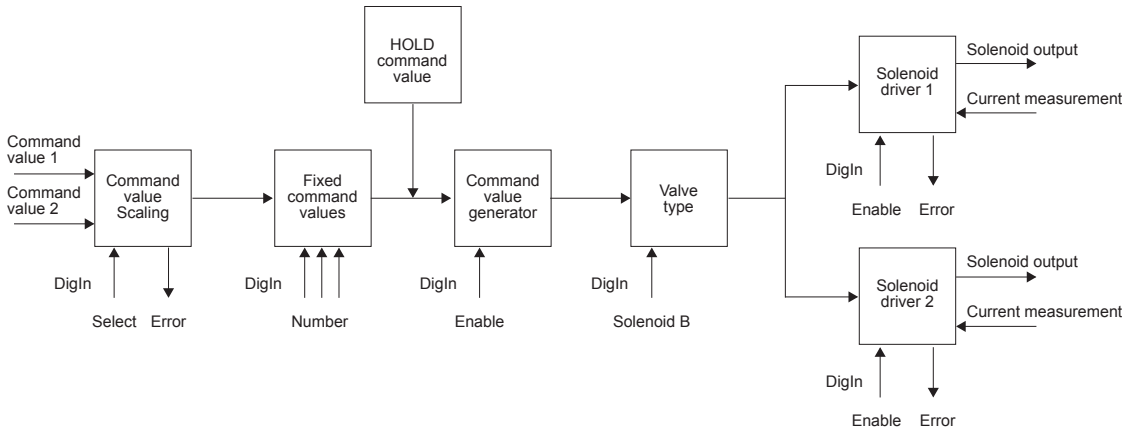 HOLD
command
value
Command
value 1
Command
value 2
Command
value
Scaling
DigIn
Select
Error
Fixed
command
values
DigIn
Number
Command
value
generator
DigIn
Enable
Valve
type
DigIn
Solenoid B
Solenoid
driver 1
Solenoid output
Current measurement
DigIn
Enable
Error
Solenoid
driver 2
Solenoid output
Current measurement
DigIn
Enable
Error